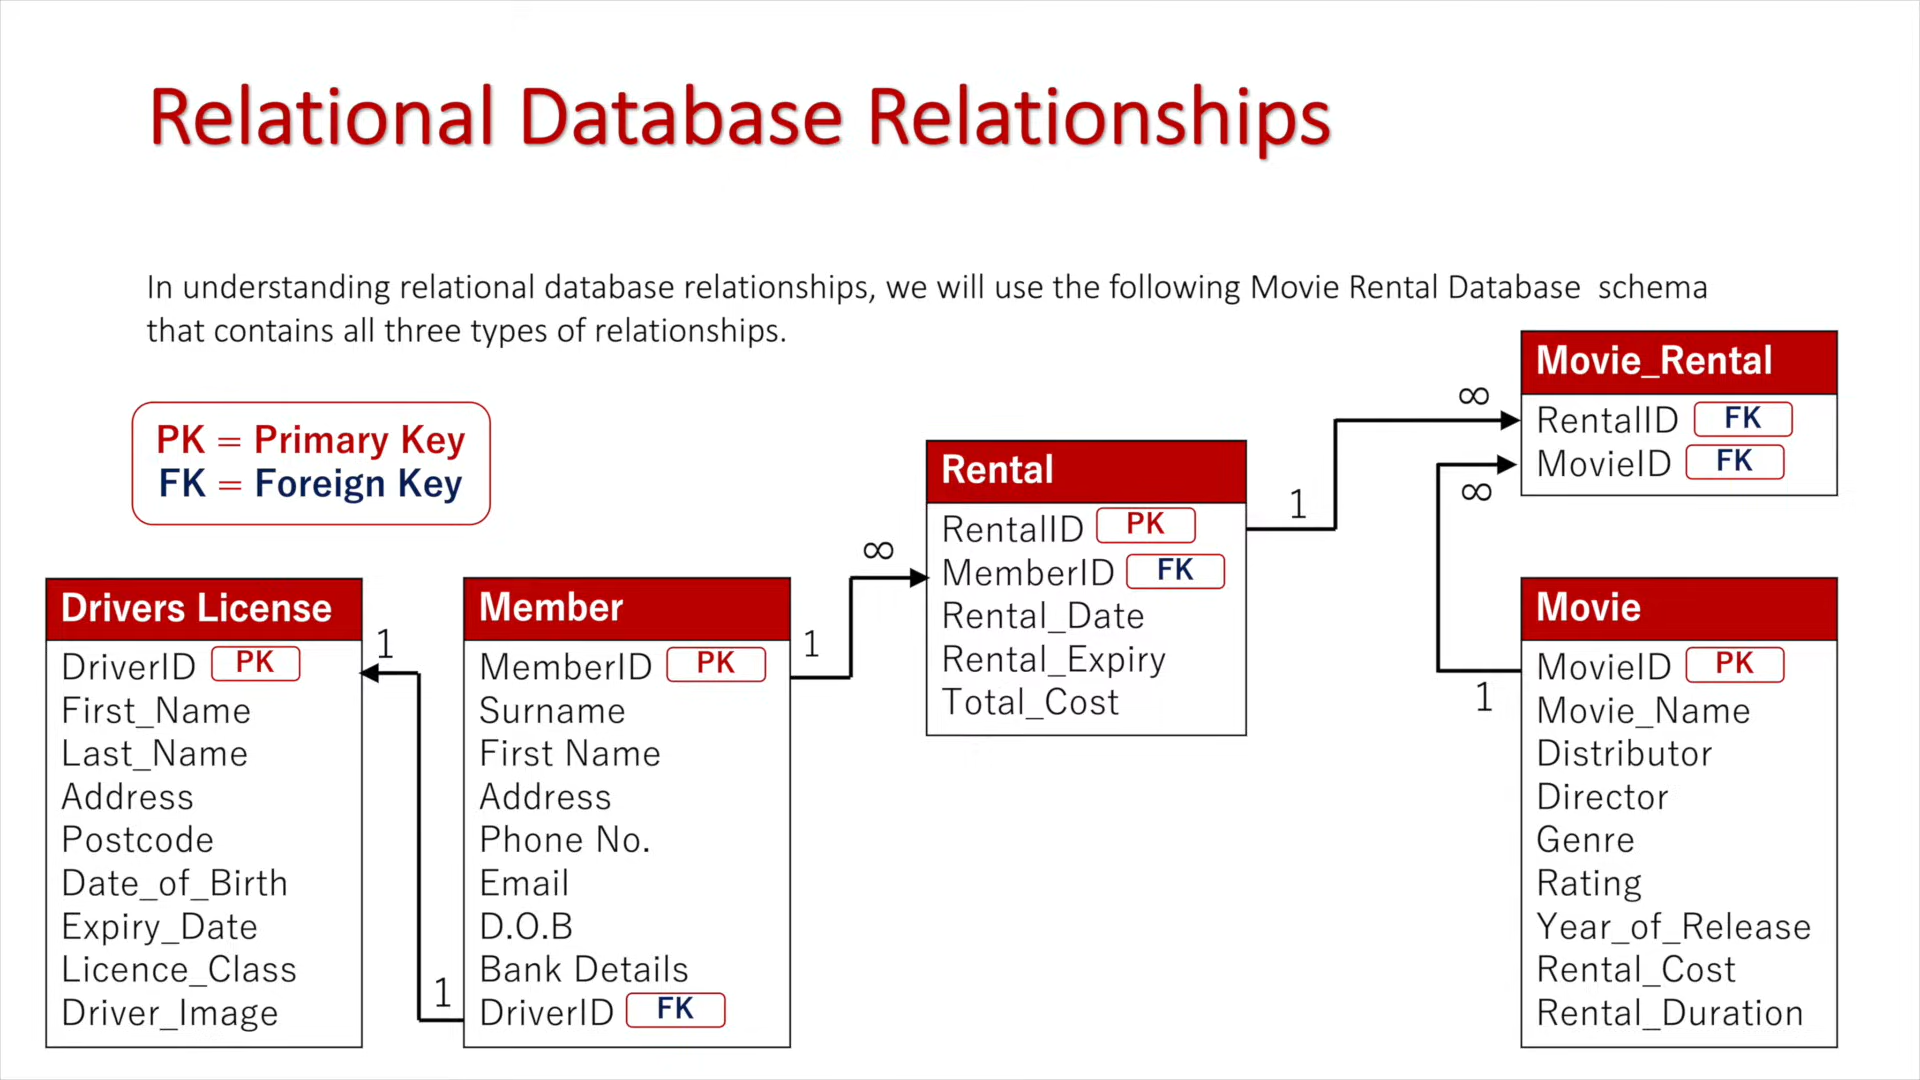 Relational Database Relationships
In understanding relational database relationships, we will use the following Movie Rental Database  schema
that contains all three types of relationships.
PK = Primary Key
FK = Foreign Key
Drivers License
DriverID PK
First_Name
Last_Name
Address
Postcode
Date_of_Birth
Expiry_Date
Licence_Class
Driver_Image
1
1
Member
MemberID PK
Surname
First Name
Address
Phone No.
Email
D.O.B
Bank Details
DriverID FK
1
∞
Rental
RentalID PK
MemberID FK
Rental_Date
Rental_Expiry
Total_Cost
1
∞
Movie_Rental
RentalID FK
MovieID FK
∞
1
Movie
MovieID PK
Movie_Name
Distributor
Director
Genre
Rating
Year_of_Release
Rental_Cost
Rental_Duration